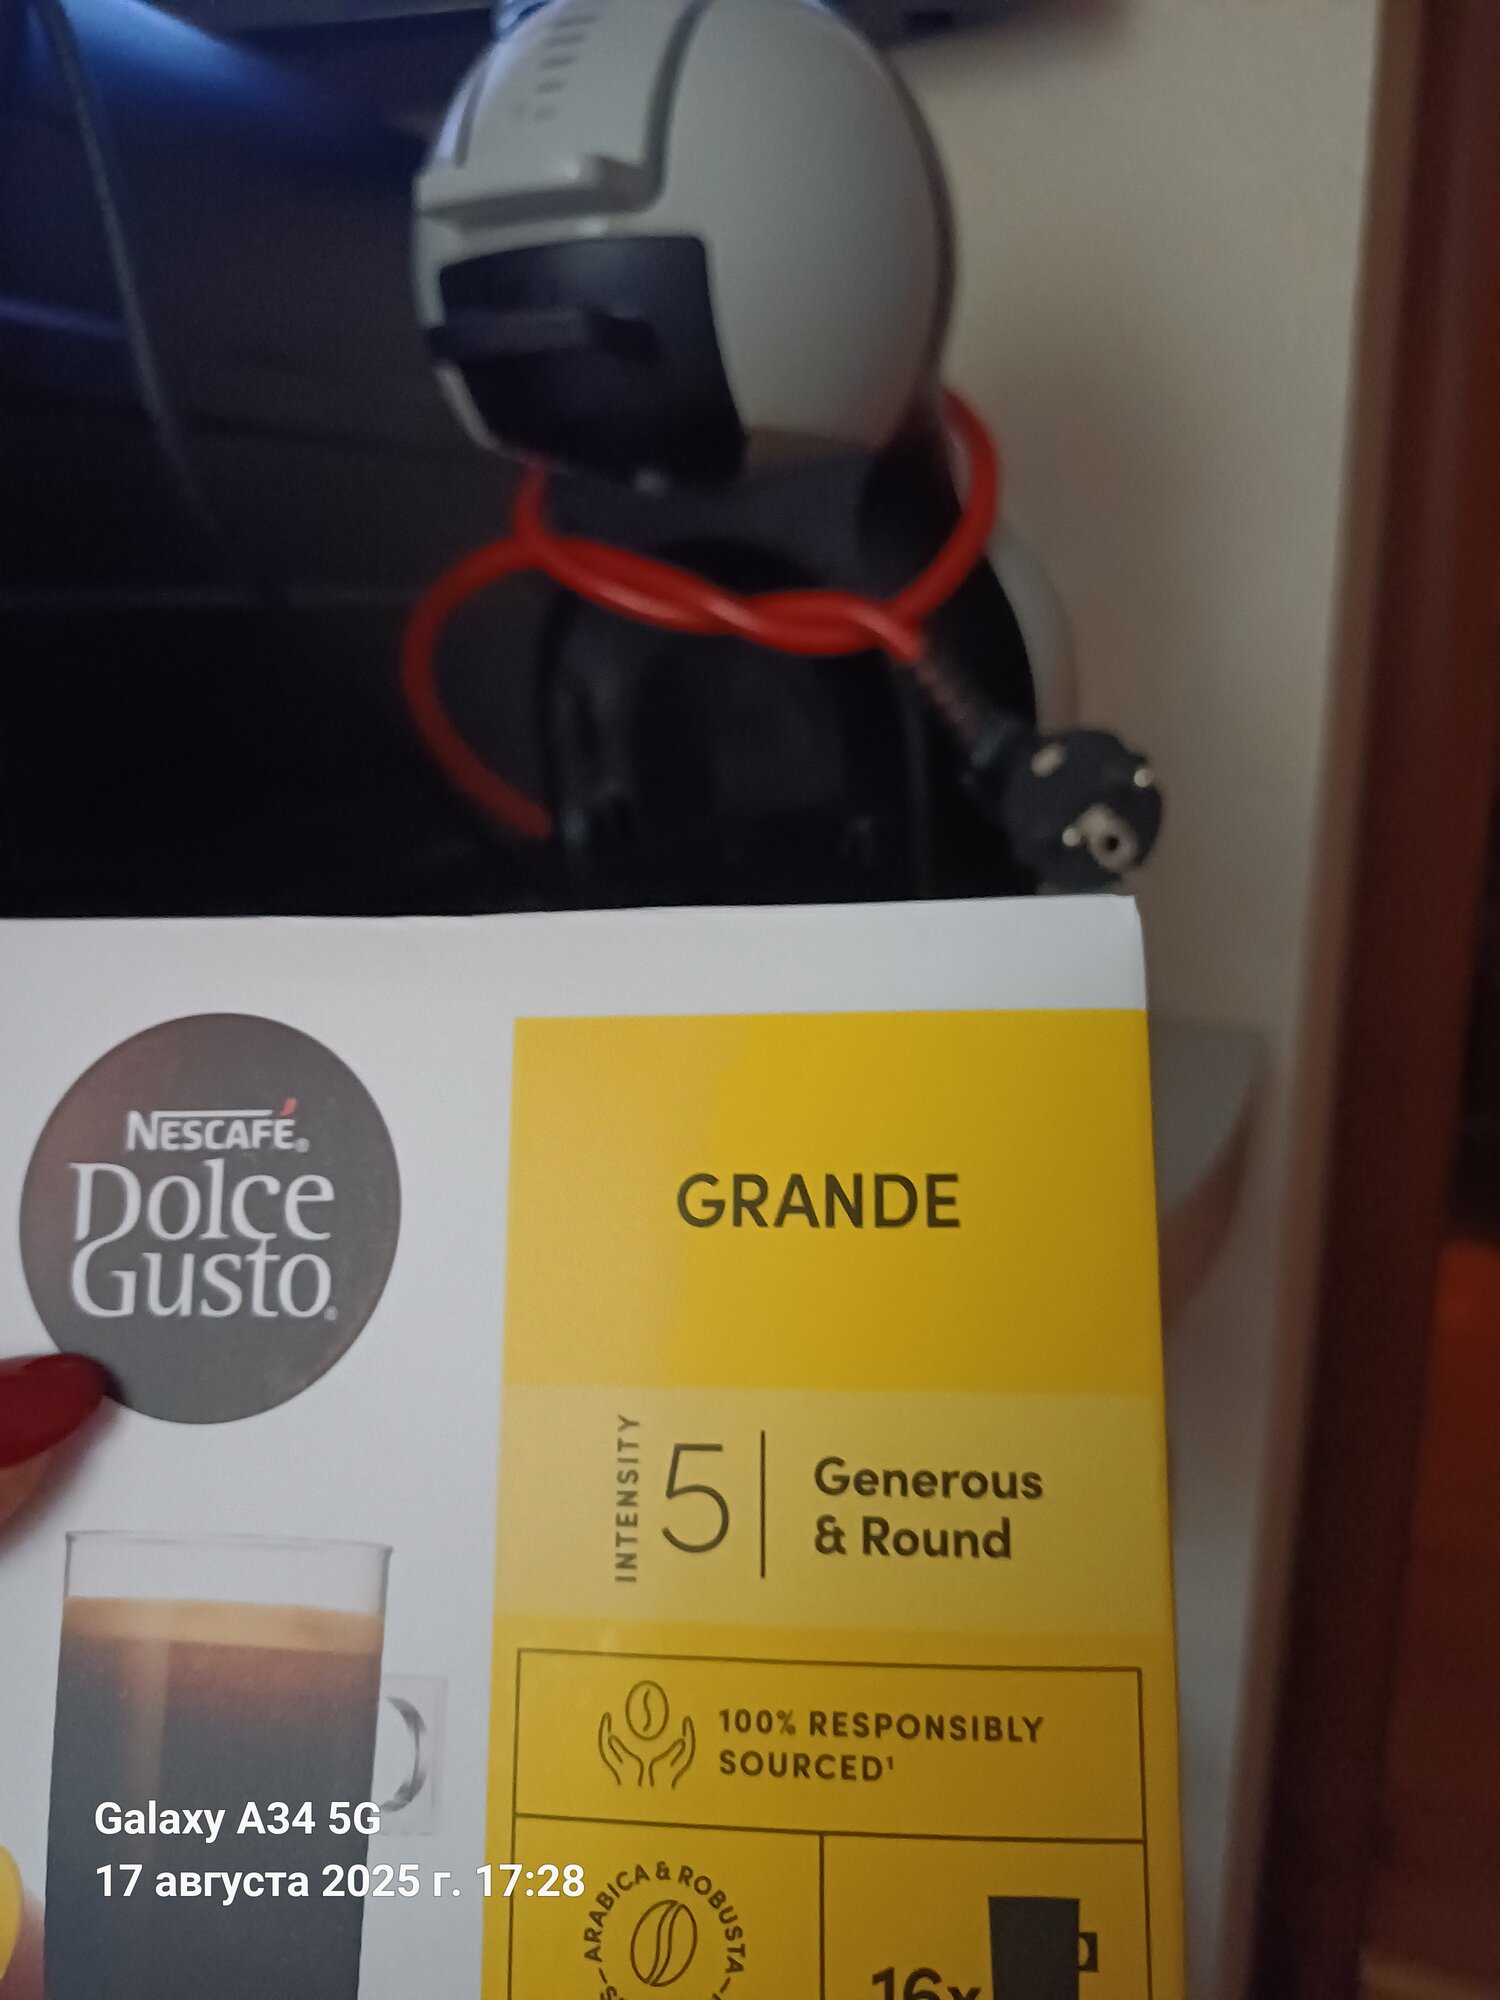 NESCAFÉ®
Dolce
Gusto®
GRANDE
INTENSITY
5
Generous
& Round
100% RESPONSIBLY
SOURCED¹
ARABICA & ROBUSTA
16x
Galaxy A34 5G
17 августа 2025 г. 17:28